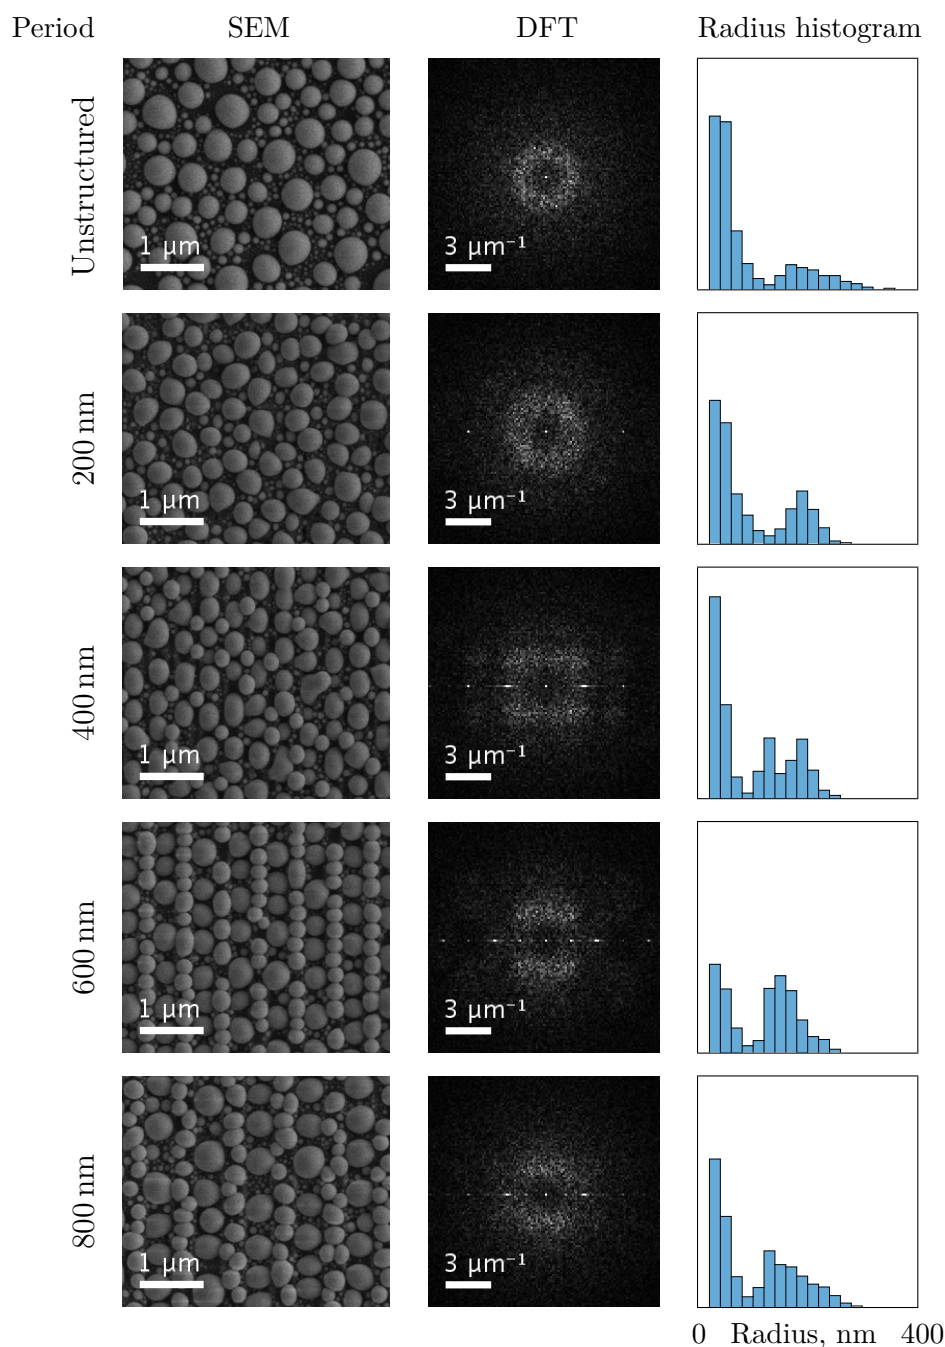 Period SEM DFT Radius histogram
Unstructured
1 µm
3 µm⁻¹
200 nm
1 µm
3 µm⁻¹
400 nm
1 µm
3 µm⁻¹
600 nm
1 µm
3 µm⁻¹
800 nm
1 µm
3 µm⁻¹
0 Radius, nm 400